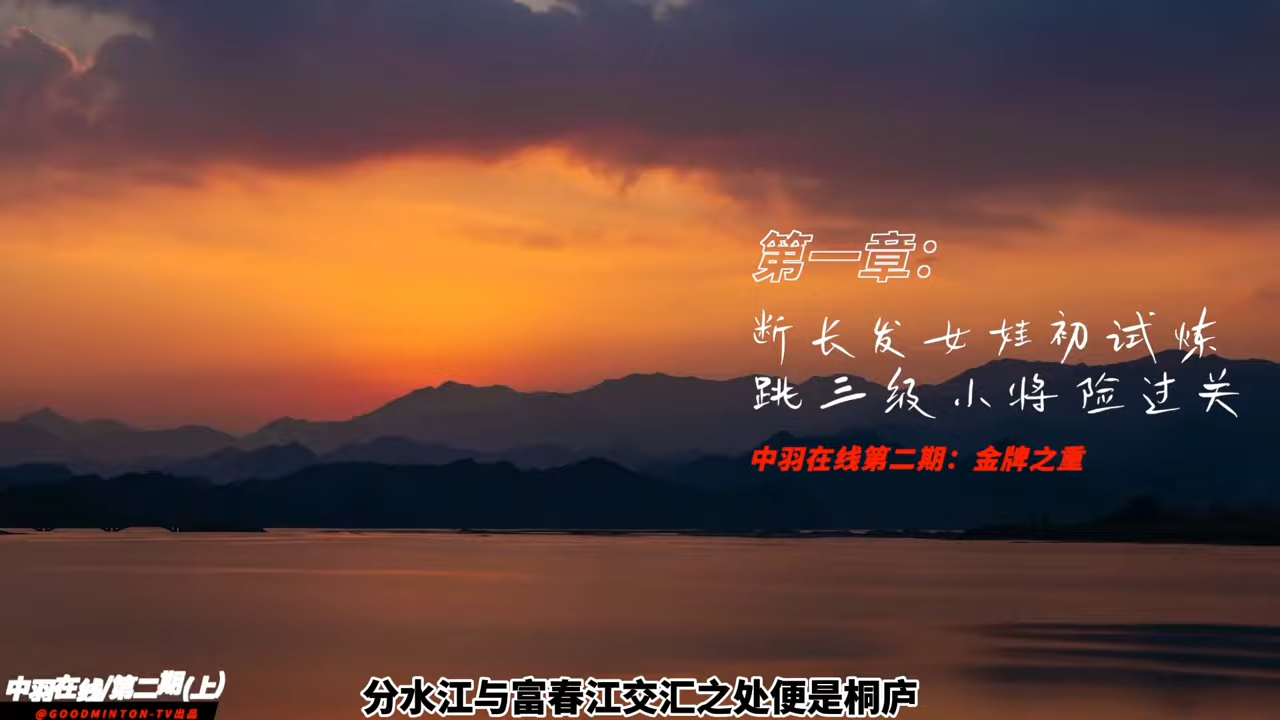 第一章：
断长发女娃初试炼
跳三级小将险过关
中羽在线第二期：金牌之重
中羽在线/第二期(上)
@GOODMINTON-TV出品
分水江与富春江交汇之处便是桐庐